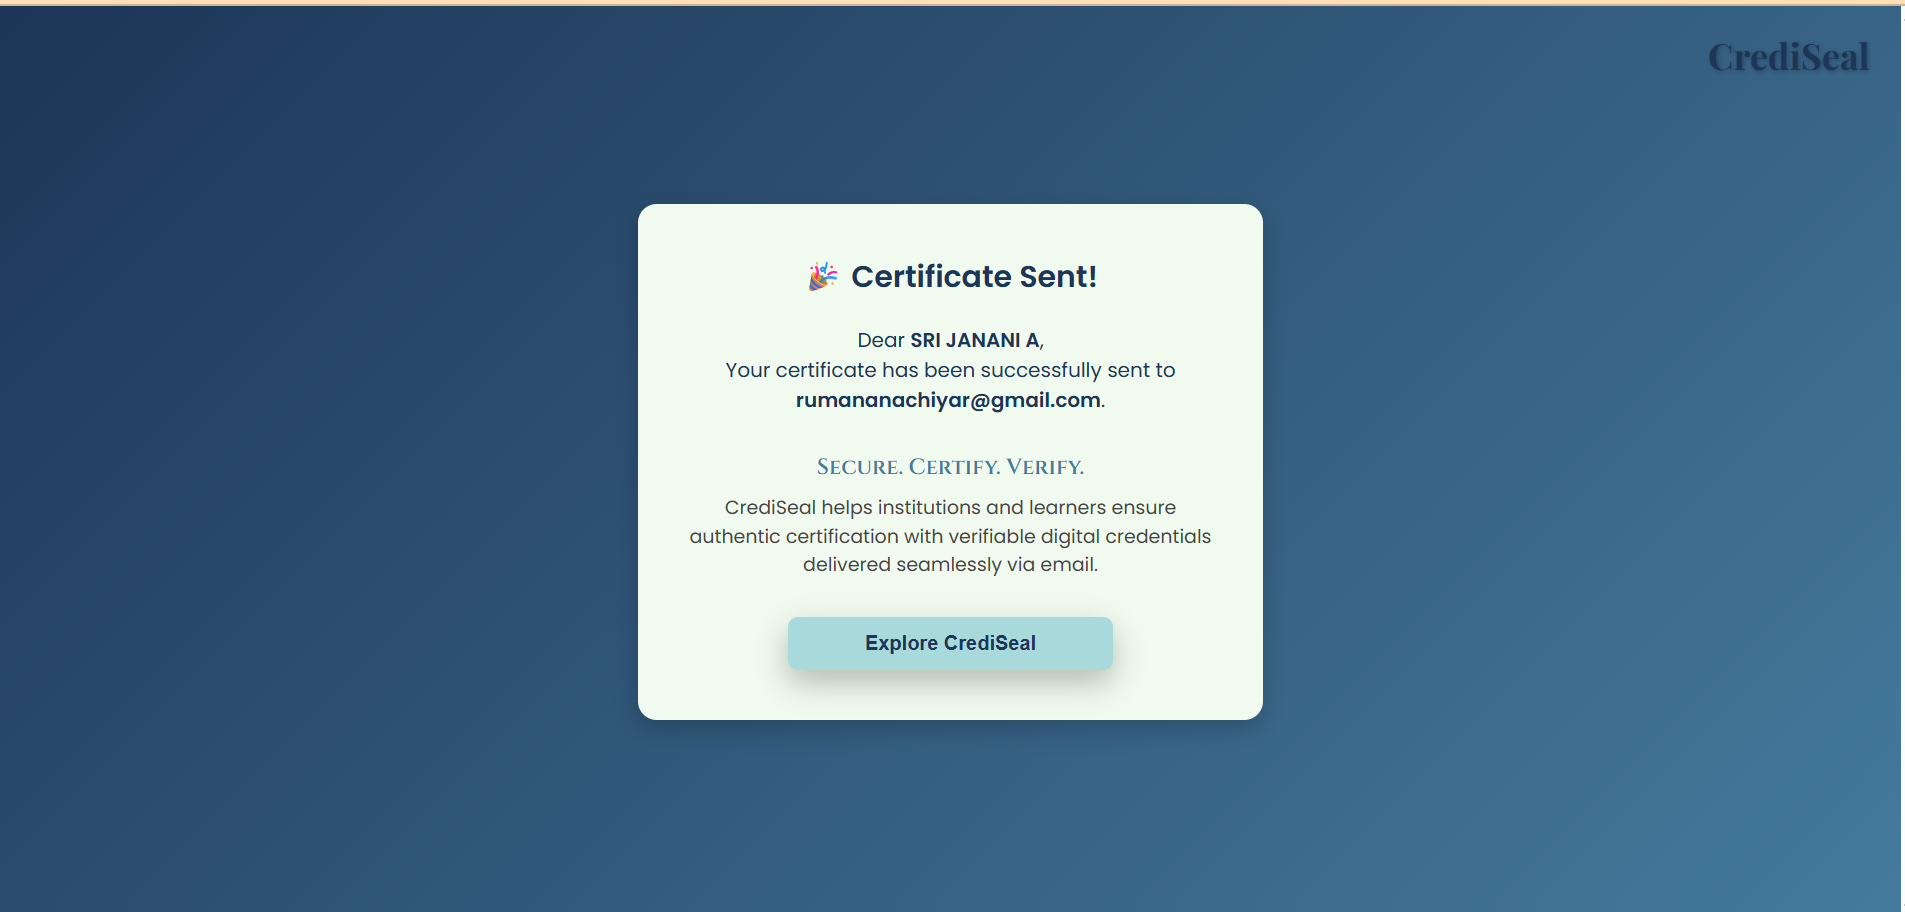 CrediSeal
🎉 Certificate Sent!
Dear SRI JANANI A,
Your certificate has been successfully sent to
rumananachiyar@gmail.com.
Secure. Certify. Verify.
CrediSeal helps institutions and learners ensure
authentic certification with verifiable digital credentials
delivered seamlessly via email.
Explore CrediSeal